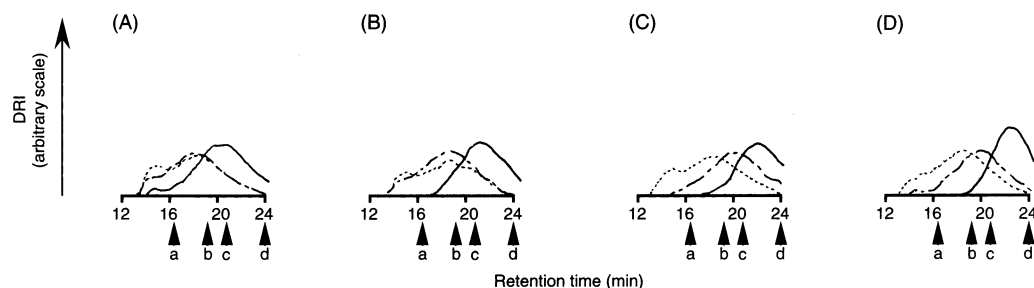 (A) (B) (C) (D)
DRI
(arbitrary scale)
12 16 20 24 12 16 20 24 12 16 20 24 12 16 20 24
a b c d a b c d a b c d a b c d
Retention time (min)